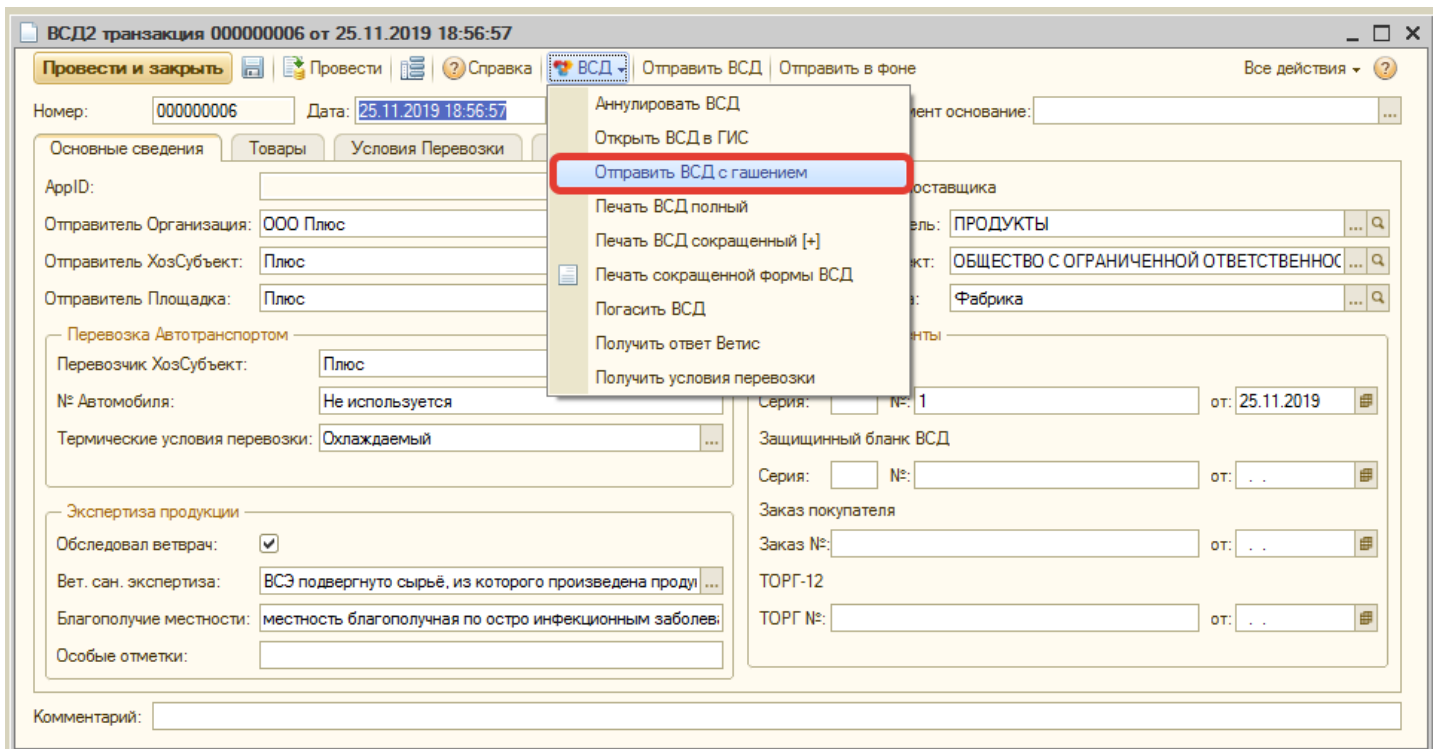 ВСД2 транзакция 000000006 от 25.11.2019 18:56:57
Провести и закрыть Провести Справка ВСД Отправить ВСД Отправить в фоне Все действия
Номер: 000000006 Дата: 25.11.2019 18:56:57 основание:
Основные сведения Товары Условия Перевозки
Аннулировать ВСД
Открыть ВСД в ГИС
Отправить ВСД с гашением
Печать ВСД полный
Печать ВСД сокращенный [+]
Печать сокращенной формы ВСД
Погасить ВСД
Получить ответ Ветис
Получить условия перевозки
AppID:
Отправитель Организация: ООО Плюс
Отправитель ХозСубъект: Плюс
Отправитель Площадка: Плюс
Перевозка Автотранспортом
Перевозчик ХозСубъект: Плюс
№ Автомобиля: Не используется
Термические условия перевозки: Охлаждаемый
Экспертиза продукции
Обследовал ветврач:
Вет. сан. экспертиза: ВСЭ подвергнуто сырьё, из которого произведена проду
Благополучие местности: местность благополучная по остро инфекционным заболев
Особые отметки:
оставщика
ель: ПРОДУКТЫ
ект: ОБЩЕСТВО С ОГРАНИЧЕННОЙ ОТВЕТСТВЕННОС
а: Фабрика
нты
Серия: №: 1 от: 25.11.2019
Защищинный бланк ВСД
Серия: №: от: . .
Заказ покупателя
Заказ №: от: . .
ТОРГ-12
ТОРГ №: от: . .
Комментарий: